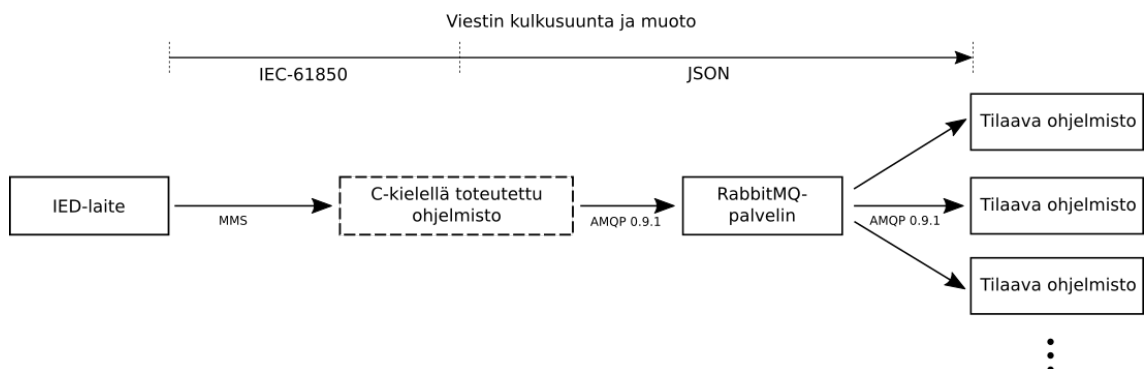 Viestin kulkusuunta ja muoto
IEC-61850
JSON
IED-laite
MMS
C-kielellä toteutettu
ohjelmisto
AMQP 0.9.1
RabbitMQ-
palvelin
AMQP 0.9.1
Tilaava ohjelmisto
Tilaava ohjelmisto
Tilaava ohjelmisto